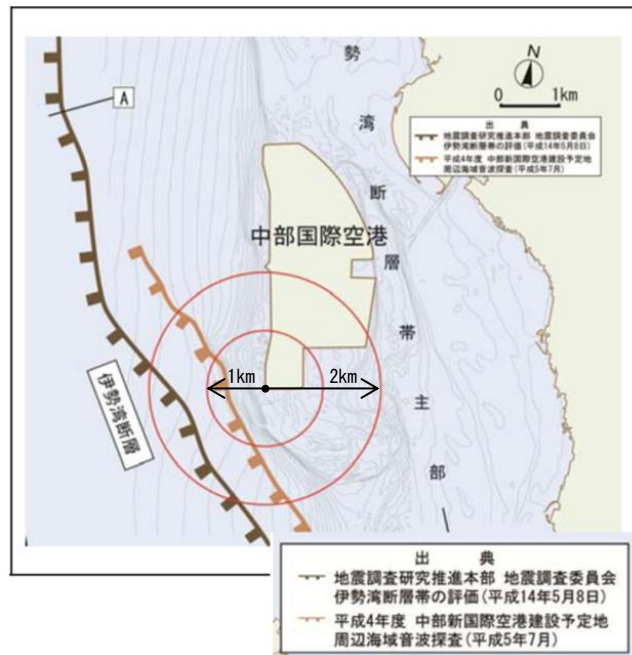 N
0 1km
A
出 典
地震調査研究推進本部 地震調査委員会
伊勢湾断層帯の評価(平成14年5月8日)
平成4年度 中部新国際空港建設予定地
周辺海域音波探査(平成5年7月)
勢湾断層帯主部
中部国際空港
1km
2km
伊勢湾断層
出 典
地震調査研究推進本部 地震調査委員会
伊勢湾断層帯の評価(平成14年5月8日)
平成4年度 中部新国際空港建設予定地
周辺海域音波探査(平成5年7月)